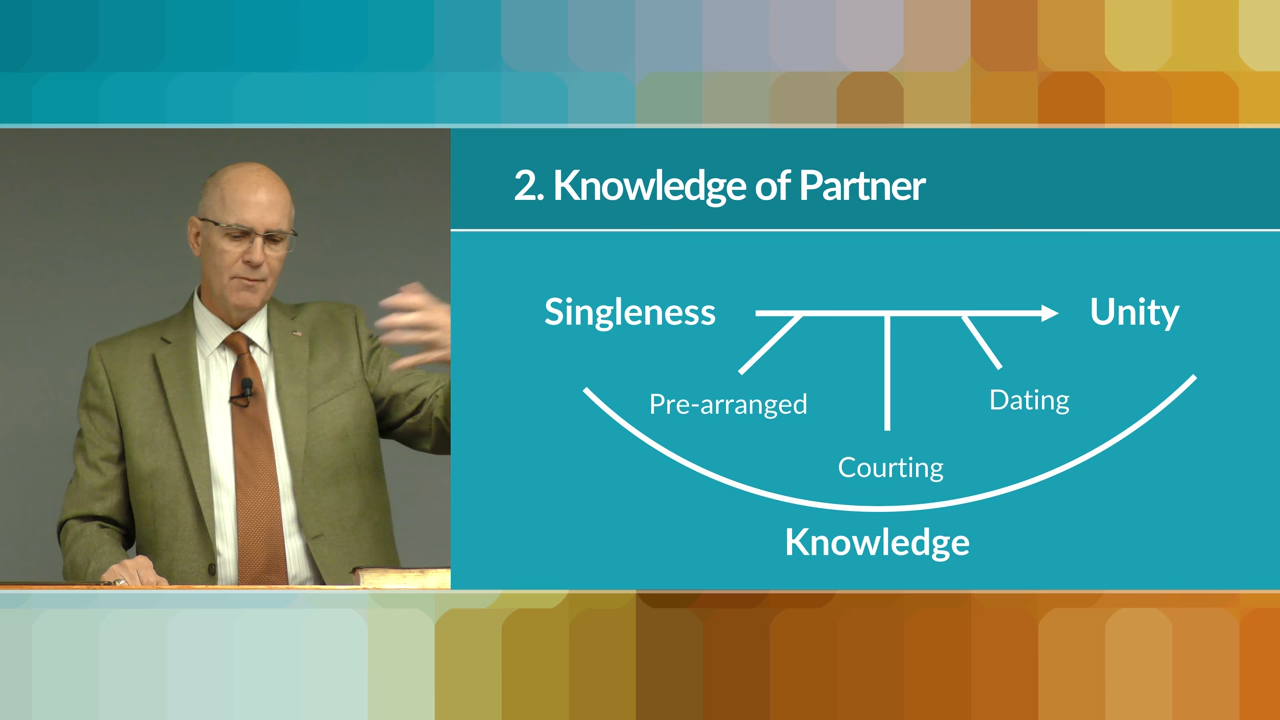 2. Knowledge of Partner
Singleness
Unity
Pre-arranged
Dating
Courting
Knowledge